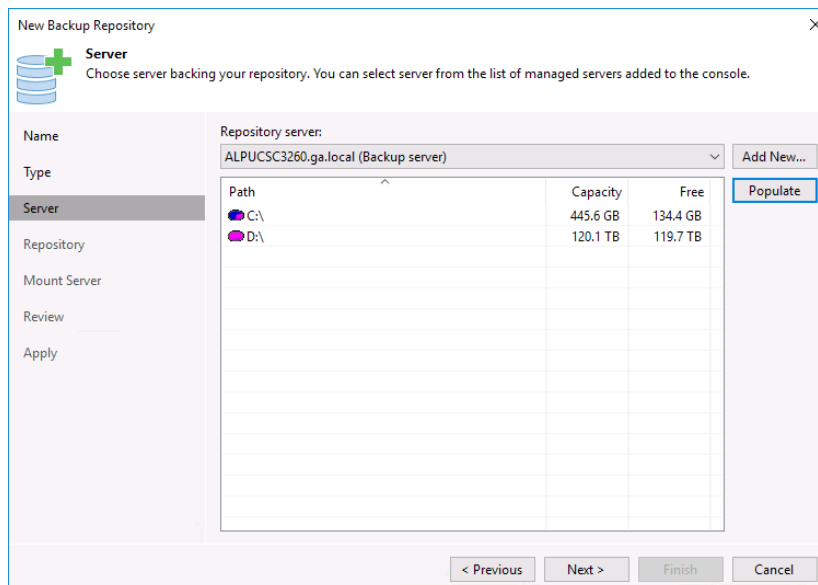 New Backup Repository
Server
Choose server backing your repository. You can select server from the list of managed servers added to the console.
Name
Type
Server
Repository
Mount Server
Review
Apply
Repository server:
ALPUCSC3260.ga.local (Backup server)
Add New...
Populate
Path Capacity Free
C:\ 445.6 GB 134.4 GB
D:\ 120.1 TB 119.7 TB
< Previous Next > Finish Cancel